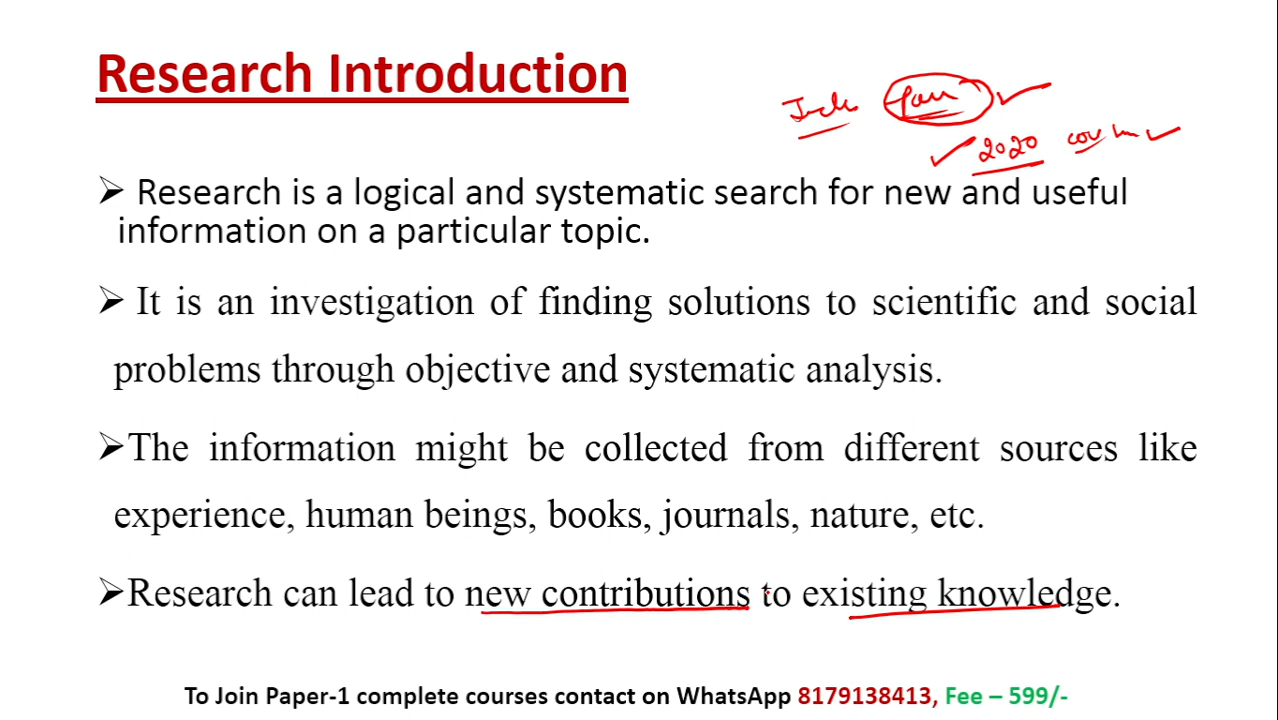 Research Introduction
2020
➢ Research is a logical and systematic search for new and useful
information on a particular topic.
➢ It is an investigation of finding solutions to scientific and social
problems through objective and systematic analysis.
➢The information might be collected from different sources like
experience, human beings, books, journals, nature, etc.
➢Research can lead to new contributions to existing knowledge.
To Join Paper-1 complete courses contact on WhatsApp 8179138413, Fee – 599/-